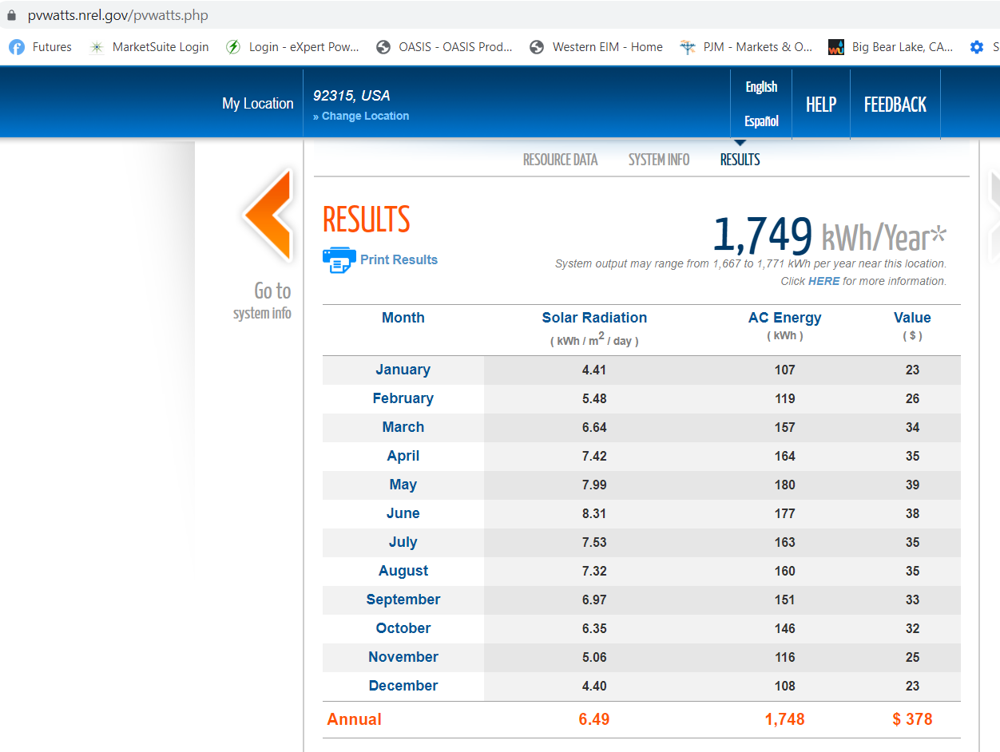 pvwatts.nrel.gov/pvwatts.php
Futures MarketSuite Login Login - eXpert Pow... OASIS - OASIS Prod... Western EIM - Home PJM - Markets & O... Big Bear Lake, CA... S
My Location
92315, USA
» Change Location
English
Español
HELP
FEEDBACK
RESOURCE DATA SYSTEM INFO RESULTS
Go to
system info
RESULTS
Print Results
1,749 kWh/Year*
System output may range from 1,667 to 1,771 kWh per year near this location.
Click HERE for more information.
Month Solar Radiation AC Energy Value
( kWh / m2 / day ) ( kWh ) ( $ )
January 4.41 107 23
February 5.48 119 26
March 6.64 157 34
April 7.42 164 35
May 7.99 180 39
June 8.31 177 38
July 7.53 163 35
August 7.32 160 35
September 6.97 151 33
October 6.35 146 32
November 5.06 116 25
December 4.40 108 23
Annual 6.49 1,748 $ 378